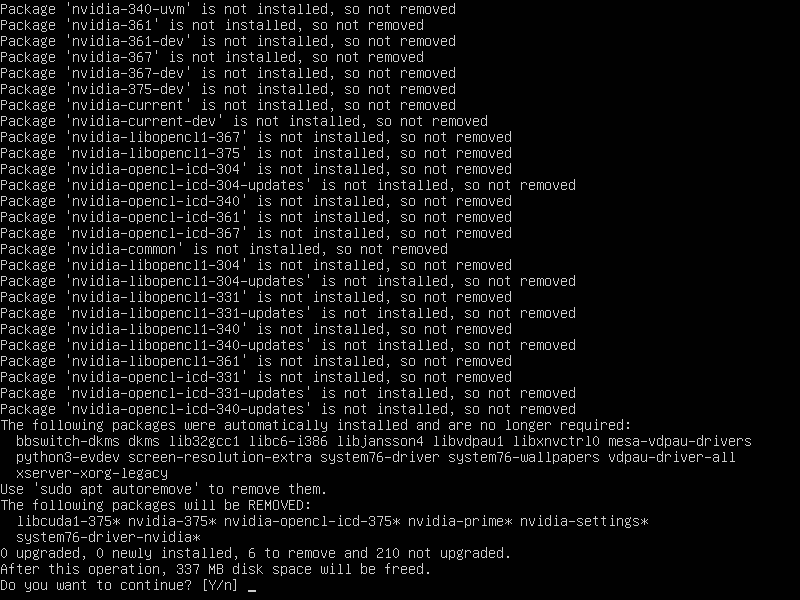 Package 'nvidia-340-uvm' is not installed, so not removed
Package 'nvidia-361' is not installed, so not removed
Package 'nvidia-361-dev' is not installed, so not removed
Package 'nvidia-367' is not installed, so not removed
Package 'nvidia-367-dev' is not installed, so not removed
Package 'nvidia-375-dev' is not installed, so not removed
Package 'nvidia-current' is not installed, so not removed
Package 'nvidia-current-dev' is not installed, so not removed
Package 'nvidia-libopencl1-367' is not installed, so not removed
Package 'nvidia-libopencl1-375' is not installed, so not removed
Package 'nvidia-opencl-icd-304' is not installed, so not removed
Package 'nvidia-opencl-icd-304-updates' is not installed, so not removed
Package 'nvidia-opencl-icd-340' is not installed, so not removed
Package 'nvidia-opencl-icd-361' is not installed, so not removed
Package 'nvidia-opencl-icd-367' is not installed, so not removed
Package 'nvidia-common' is not installed, so not removed
Package 'nvidia-libopencl1-304' is not installed, so not removed
Package 'nvidia-libopencl1-304-updates' is not installed, so not removed
Package 'nvidia-libopencl1-331' is not installed, so not removed
Package 'nvidia-libopencl1-331-updates' is not installed, so not removed
Package 'nvidia-libopencl1-340' is not installed, so not removed
Package 'nvidia-libopencl1-340-updates' is not installed, so not removed
Package 'nvidia-libopencl1-361' is not installed, so not removed
Package 'nvidia-opencl-icd-331' is not installed, so not removed
Package 'nvidia-opencl-icd-331-updates' is not installed, so not removed
Package 'nvidia-opencl-icd-340-updates' is not installed, so not removed
The following packages were automatically installed and are no longer required:
  bbswitch-dkms dkms lib32gcc1 libc6-i386 libjansson4 libvdpau1 libxnvctrl0 mesa-vdpau-drivers
  python3-evdev screen-resolution-extra system76-driver system76-wallpapers vdpau-driver-all
  xserver-xorg-legacy
Use 'sudo apt autoremove' to remove them.
The following packages will be REMOVED:
  libcuda1-375* nvidia-375* nvidia-opencl-icd-375* nvidia-prime* nvidia-settings*
  system76-driver-nvidia*
0 upgraded, 0 newly installed, 6 to remove and 210 not upgraded.
After this operation, 337 MB disk space will be freed.
Do you want to continue? [Y/n] _